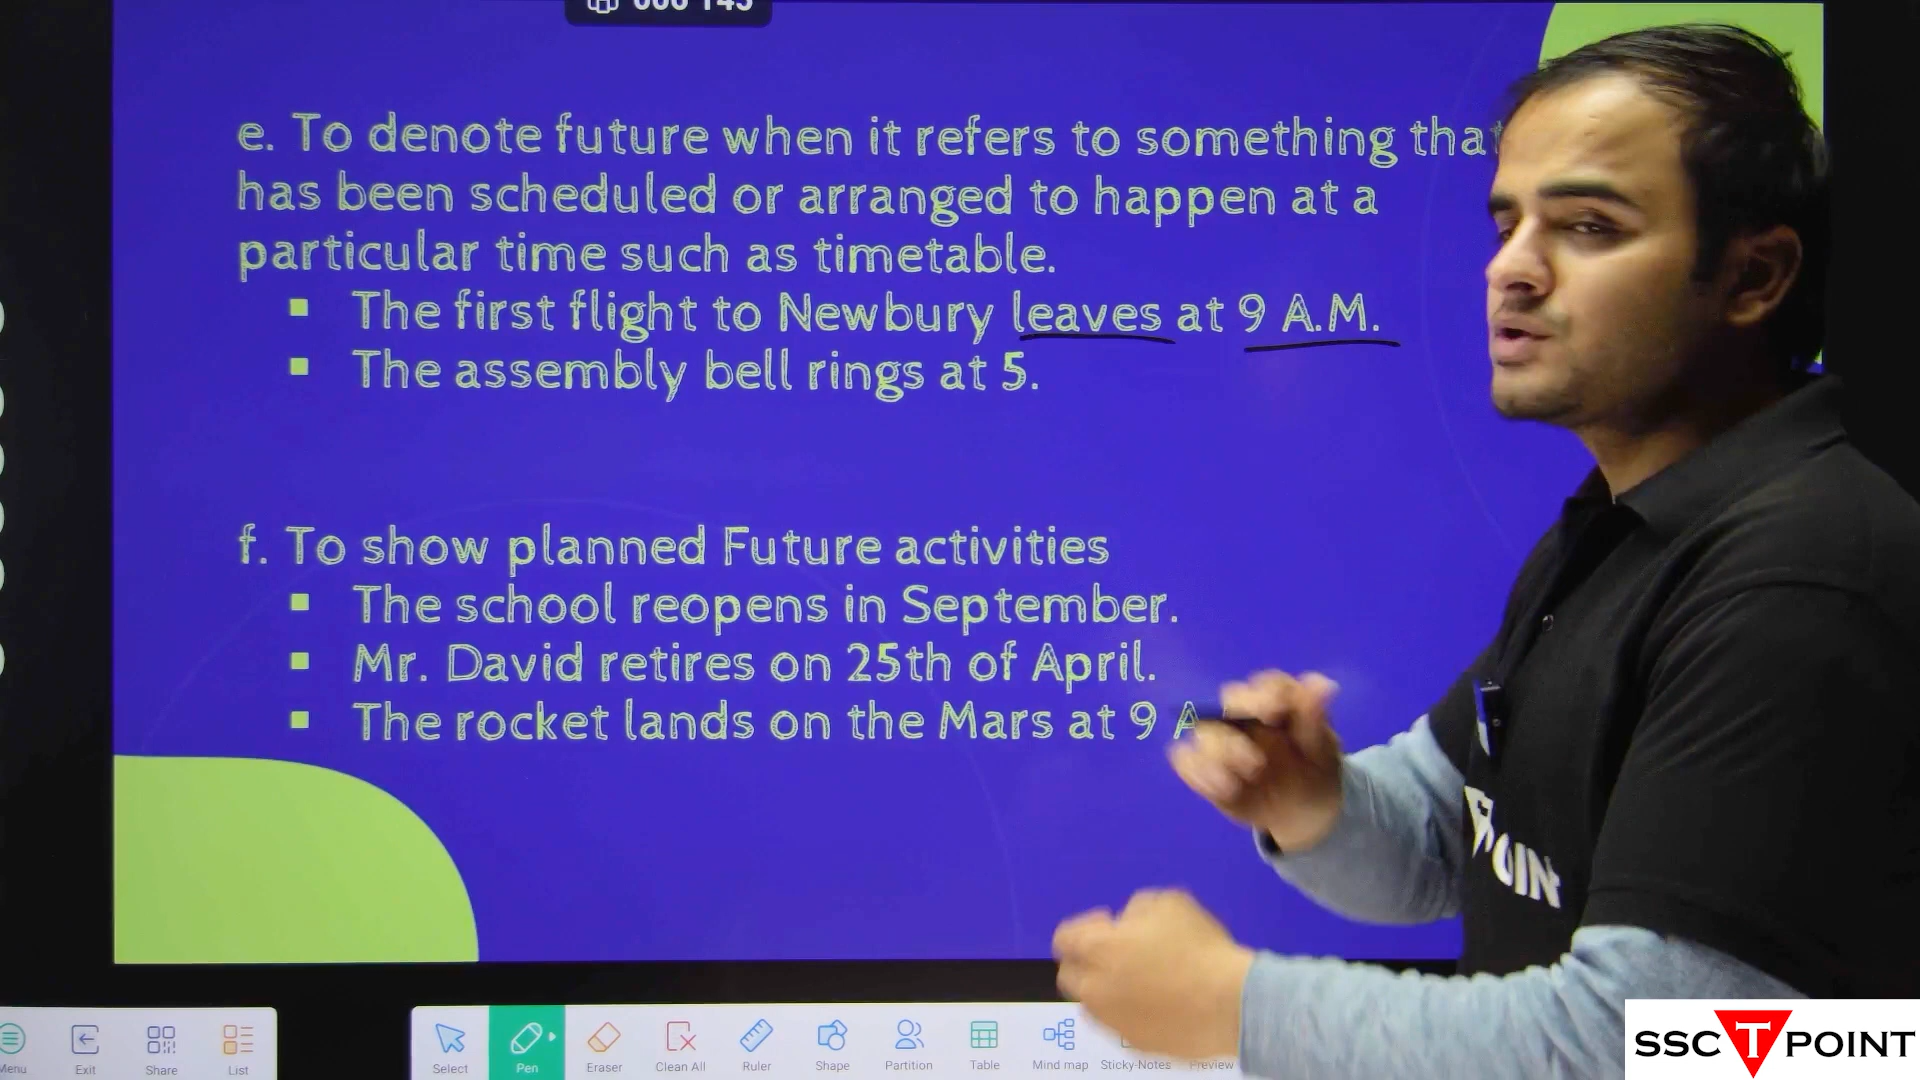 e. To denote future when it refers to something that
has been scheduled or arranged to happen at a
particular time such as timetable.
▪ The first flight to Newbury leaves at 9 A.M.
▪ The assembly bell rings at 5.
f. To show planned Future activities
▪ The school reopens in September.
▪ Mr. David retires on 25th of April.
▪ The rocket lands on the Mars at 9 A
OINT
Menu Exit Share List Select Pen Eraser Clean All Ruler Shape Partition Table Mind map Sticky-Notes Preview
SSC T POINT